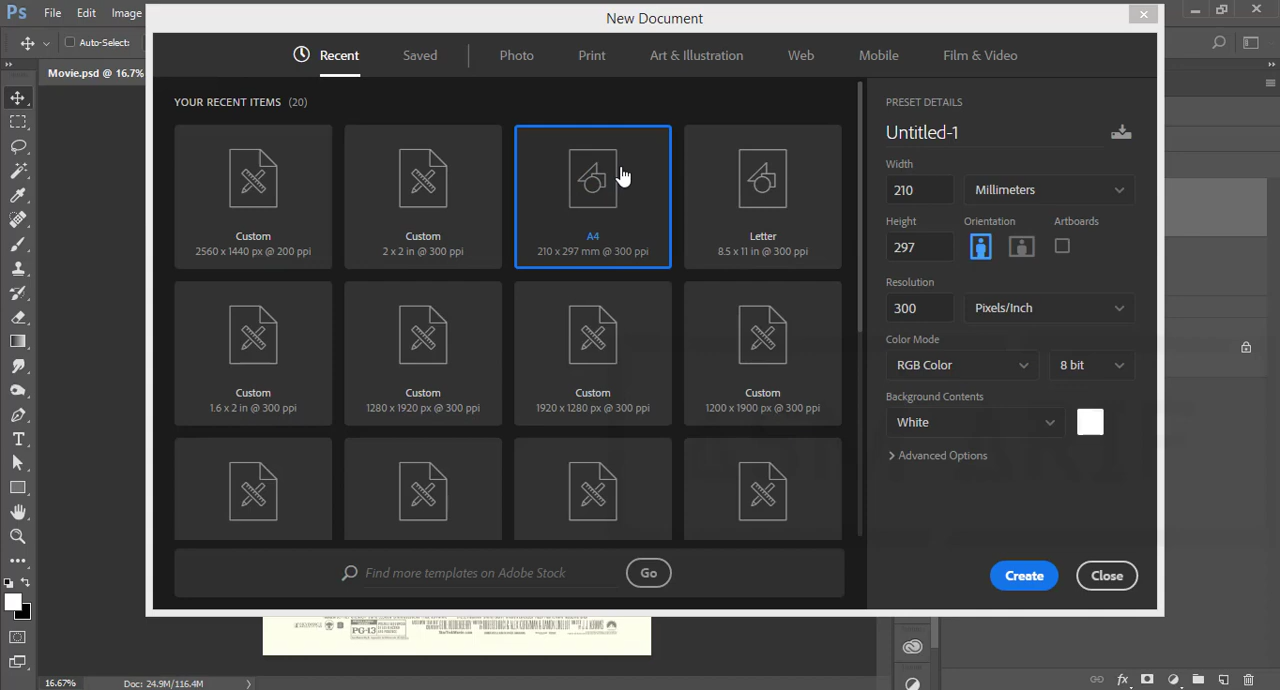 Ps File Edit Image
New Document
Auto-Select:
Movie.psd @ 16.7%
Recent Saved Photo Print Art & Illustration Web Mobile Film & Video
YOUR RECENT ITEMS (20)
Custom
2560 x 1440 px @ 200 ppi
Custom
2 x 2 in @ 300 ppi
A4
210 x 297 mm @ 300 ppi
Letter
8.5 x 11 in @ 300 ppi
Custom
1.6 x 2 in @ 300 ppi
Custom
1280 x 1920 px @ 300 ppi
Custom
1920 x 1280 px @ 300 ppi
Custom
1200 x 1900 px @ 300 ppi
Find more templates on Adobe Stock
Go
PRESET DETAILS
Untitled-1
Width
210 Millimeters
Height Orientation Artboards
297
Resolution
300 Pixels/Inch
Color Mode
RGB Color 8 bit
Background Contents
White
Advanced Options
Create Close
PG-13
16.67% Doc: 24.9M/116.4M
fx